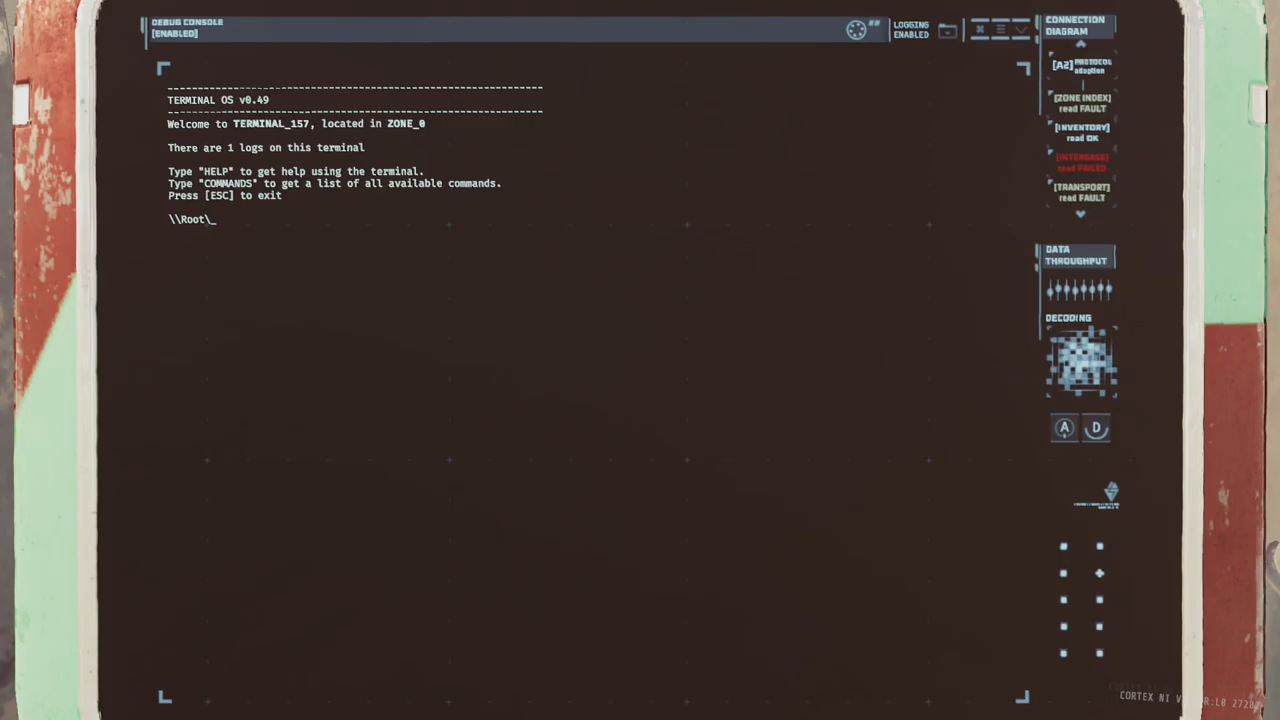 DEBUG CONSOLE
[ENABLED]
##
LOGGING
ENABLED
------------------------------------------------------------------
TERMINAL OS v0.49
------------------------------------------------------------------
Welcome to TERMINAL_157, located in ZONE_0
There are 1 logs on this terminal
Type "HELP" to get help using the terminal.
Type "COMMANDS" to get a list of all available commands.
Press [ESC] to exit
\\Root\_
CONNECTION
DIAGRAM
[A2] PROTOCOL
adaption
[ZONE INDEX]
read FAULT
[INVENTORY]
read OK
read FAILED
[TRANSPORT]
read FAULT
DATA
THROUGHPUT
DECODING
A D
CORTEX NI